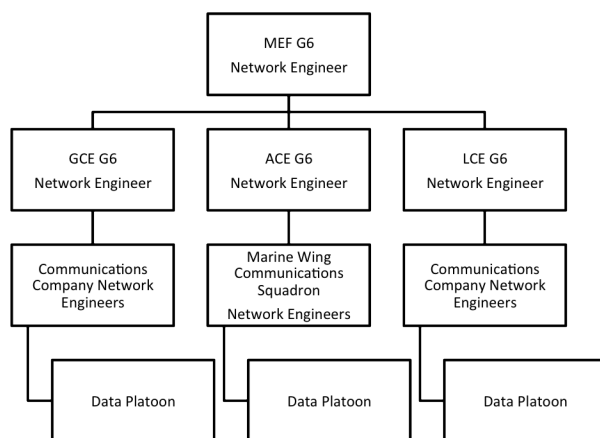 MEF G6
Network Engineer
GCE G6
Network Engineer
ACE G6
Network Engineer
LCE G6
Network Engineer
Communications
Company Network
Engineers
Marine Wing
Communications
Squadron
Network Engineers
Communications
Company Network
Engineers
Data Platoon
Data Platoon
Data Platoon